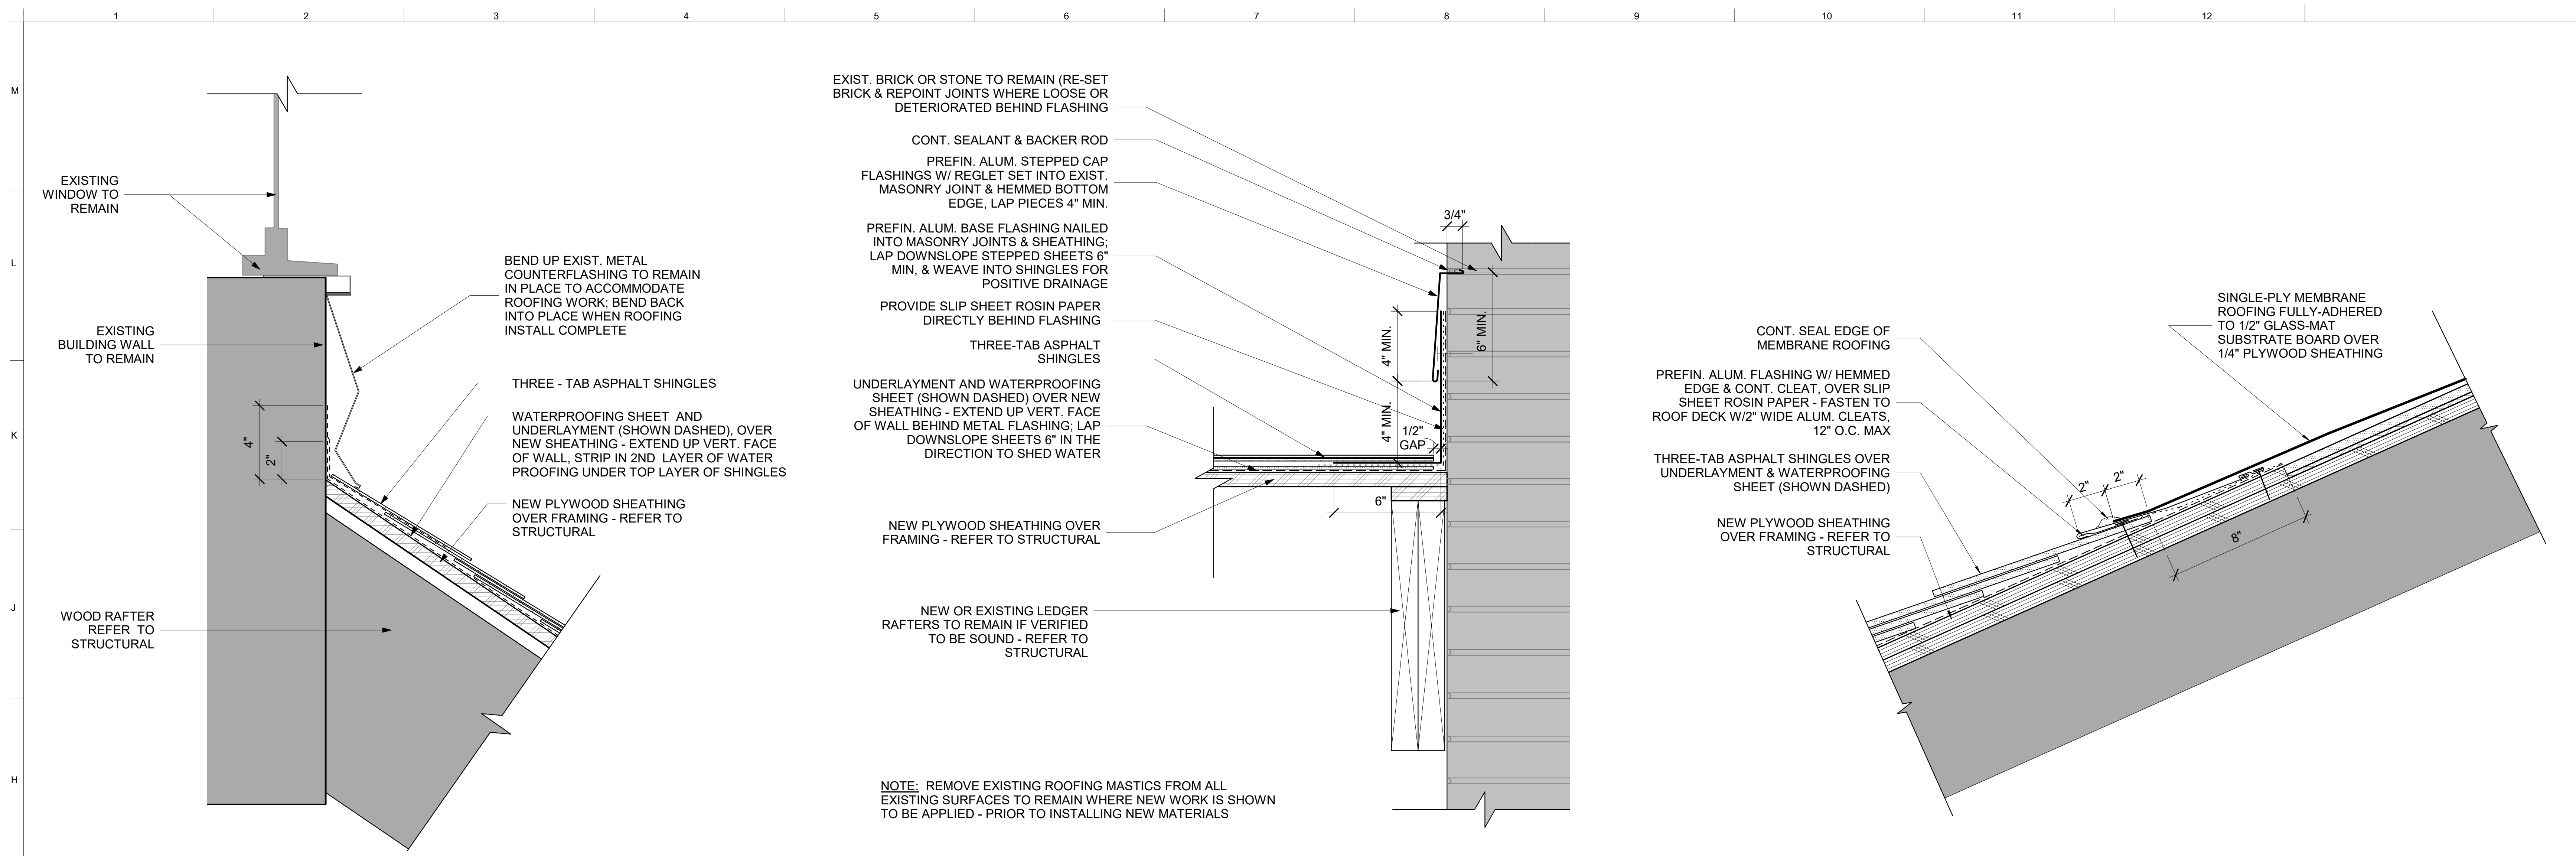 1 2 3 4 5 6 7 8 9 10 11 12
M
L
K
J
H
EXISTING
WINDOW TO
REMAIN
EXISTING
BUILDING WALL
TO REMAIN
WOOD RAFTER
REFER TO
STRUCTURAL
4"
2"
BEND UP EXIST. METAL
COUNTERFLASHING TO REMAIN
IN PLACE TO ACCOMMODATE
ROOFING WORK; BEND BACK
INTO PLACE WHEN ROOFING
INSTALL COMPLETE
THREE - TAB ASPHALT SHINGLES
WATERPROOFING SHEET AND
UNDERLAYMENT (SHOWN DASHED), OVER
NEW SHEATHING - EXTEND UP VERT. FACE
OF WALL, STRIP IN 2ND LAYER OF WATER
PROOFING UNDER TOP LAYER OF SHINGLES
NEW PLYWOOD SHEATHING
OVER FRAMING - REFER TO
STRUCTURAL
EXIST. BRICK OR STONE TO REMAIN (RE-SET
BRICK & REPOINT JOINTS WHERE LOOSE OR
DETERIORATED BEHIND FLASHING
CONT. SEALANT & BACKER ROD
PREFIN. ALUM. STEPPED CAP
FLASHINGS W/ REGLET SET INTO EXIST.
MASONRY JOINT & HEMMED BOTTOM
EDGE, LAP PIECES 4" MIN.
PREFIN. ALUM. BASE FLASHING NAILED
INTO MASONRY JOINTS & SHEATHING;
LAP DOWNSLOPE STEPPED SHEETS 6"
MIN, & WEAVE INTO SHINGLES FOR
POSITIVE DRAINAGE
PROVIDE SLIP SHEET ROSIN PAPER
DIRECTLY BEHIND FLASHING
THREE-TAB ASPHALT
SHINGLES
UNDERLAYMENT AND WATERPROOFING
SHEET (SHOWN DASHED) OVER NEW
SHEATHING - EXTEND UP VERT. FACE
OF WALL BEHIND METAL FLASHING; LAP
DOWNSLOPE SHEETS 6" IN THE
DIRECTION TO SHED WATER
NEW PLYWOOD SHEATHING OVER
FRAMING - REFER TO STRUCTURAL
NEW OR EXISTING LEDGER
RAFTERS TO REMAIN IF VERIFIED
TO BE SOUND - REFER TO
STRUCTURAL
3/4"
4" MIN.
6" MIN.
4" MIN.
1/2"
GAP
6"
NOTE: REMOVE EXISTING ROOFING MASTICS FROM ALL
EXISTING SURFACES TO REMAIN WHERE NEW WORK IS SHOWN
TO BE APPLIED - PRIOR TO INSTALLING NEW MATERIALS
CONT. SEAL EDGE OF
MEMBRANE ROOFING
PREFIN. ALUM. FLASHING W/ HEMMED
EDGE & CONT. CLEAT, OVER SLIP
SHEET ROSIN PAPER - FASTEN TO
ROOF DECK W/2" WIDE ALUM. CLEATS,
12" O.C. MAX
THREE-TAB ASPHALT SHINGLES OVER
UNDERLAYMENT & WATERPROOFING
SHEET (SHOWN DASHED)
NEW PLYWOOD SHEATHING
OVER FRAMING - REFER TO
STRUCTURAL
SINGLE-PLY MEMBRANE
ROOFING FULLY-ADHERED
TO 1/2" GLASS-MAT
SUBSTRATE BOARD OVER
1/4" PLYWOOD SHEATHING
2"
2"
8"